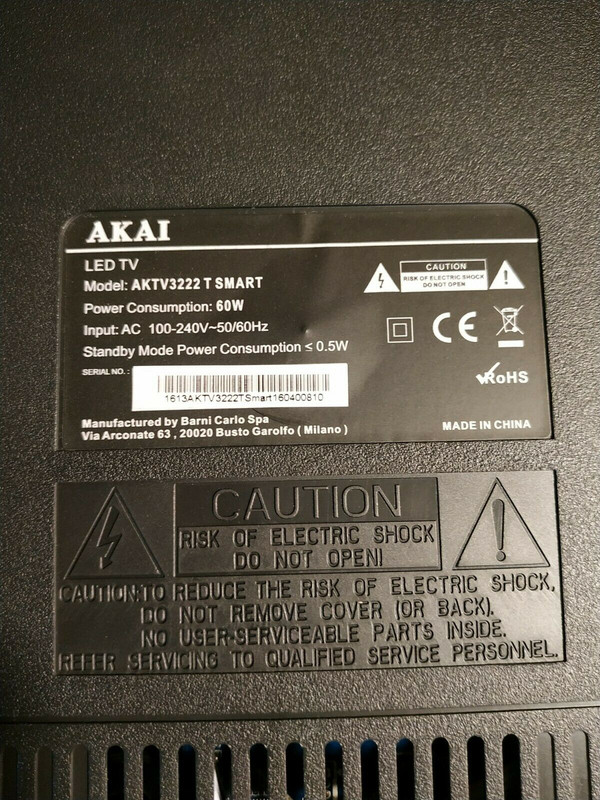 AKAI
LED TV
Model: AKTV3222 T SMART
Power Consumption: 60W
Input: AC 100-240V~50/60Hz
Standby Mode Power Consumption ≤ 0.5W
CAUTION
RISK OF ELECTRIC SHOCK
DO NOT OPEN
CE
SERIAL NO. :
1613AKTV3222TSmart160400810
RoHS
Manufactured by Barni Carlo Spa
Via Arconate 63 , 20020 Busto Garolfo ( Milano )
MADE IN CHINA
CAUTION
RISK OF ELECTRIC SHOCK
DO NOT OPEN!
CAUTION:TO REDUCE THE RISK OF ELECTRIC SHOCK,
DO NOT REMOVE COVER (OR BACK).
NO USER-SERVICEABLE PARTS INSIDE.
REFER SERVICING TO QUALIFIED SERVICE PERSONNEL.